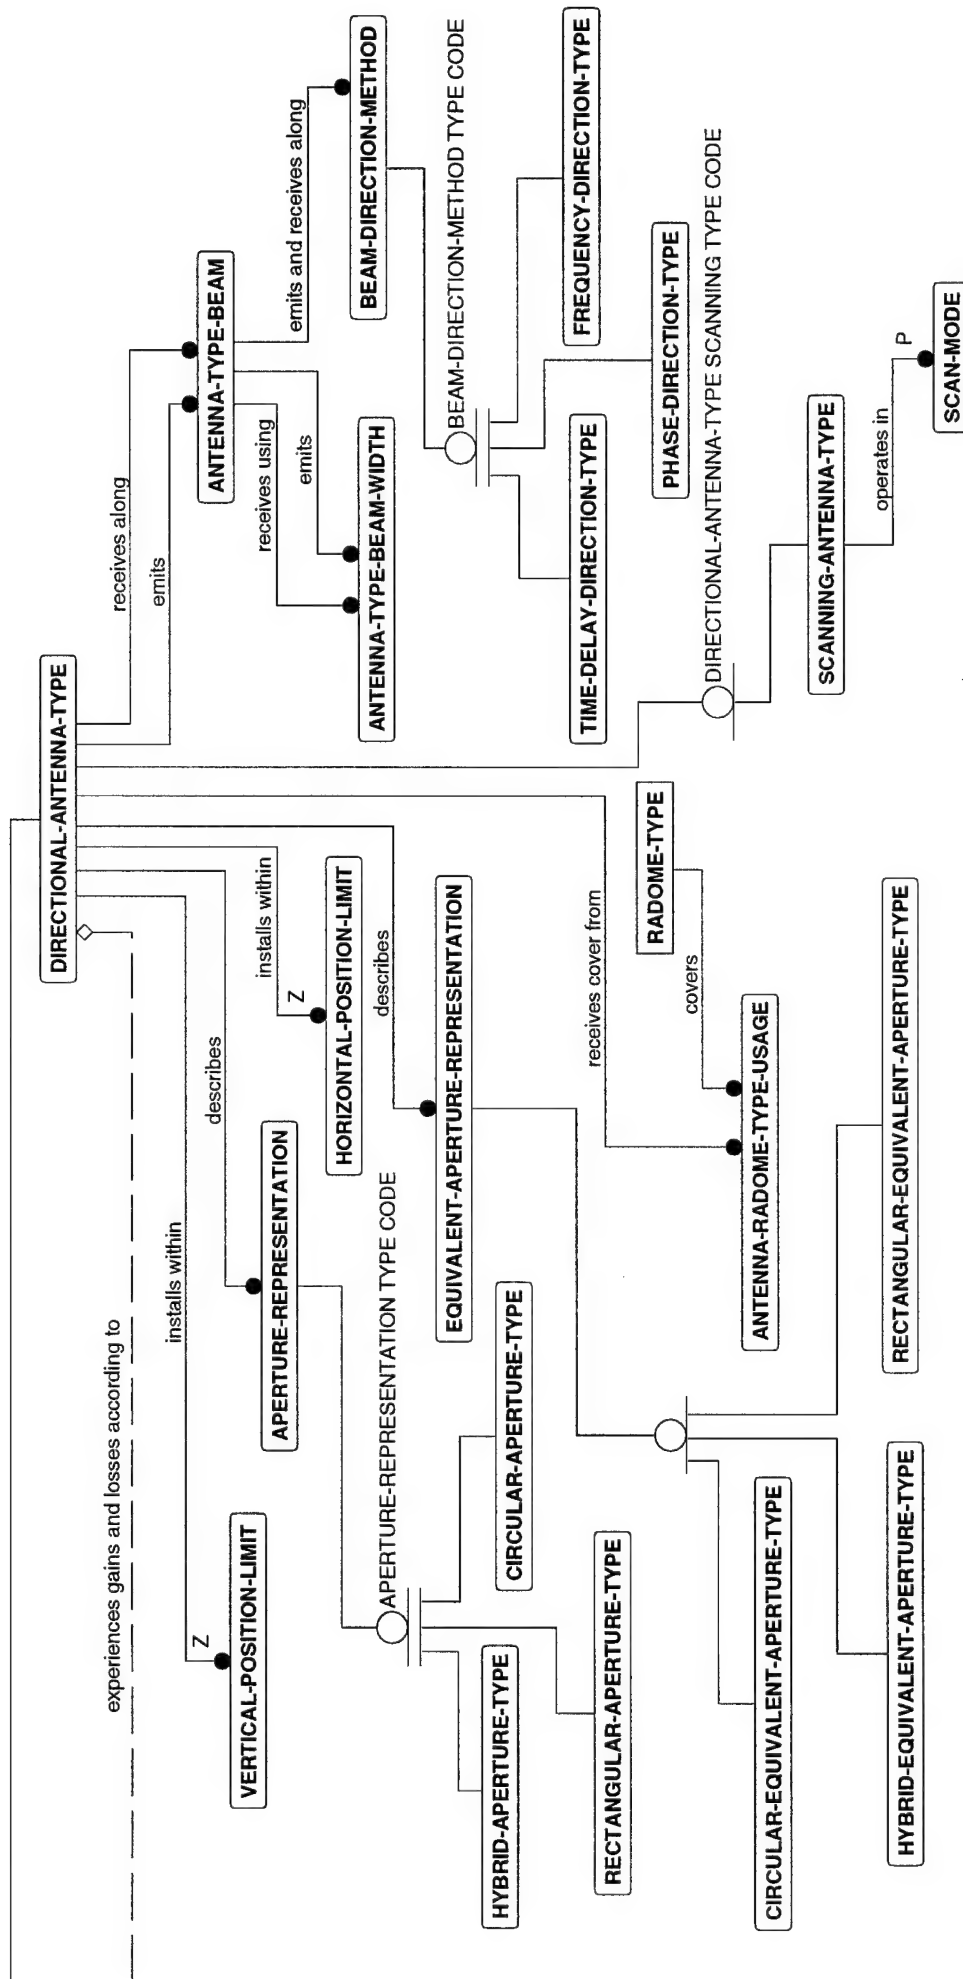 DIRECTIONAL-ANTENNA-TYPE
experiences gains and losses according to
installs within
Z
VERTICAL-POSITION-LIMIT
describes
APERTURE-REPRESENTATION
APERTURE-REPRESENTATION TYPE CODE
HYBRID-APERTURE-TYPE
RECTANGULAR-APERTURE-TYPE
CIRCULAR-APERTURE-TYPE
installs within
Z
HORIZONTAL-POSITION-LIMIT
describes
EQUIVALENT-APERTURE-REPRESENTATION
CIRCULAR-EQUIVALENT-APERTURE-TYPE
HYBRID-EQUIVALENT-APERTURE-TYPE
RECTANGULAR-EQUIVALENT-APERTURE-TYPE
receives cover from
RADOME-TYPE
covers
ANTENNA-RADOME-TYPE-USAGE
receives along
emits
ANTENNA-TYPE-BEAM
receives using
emits
ANTENNA-TYPE-BEAM-WIDTH
emits and receives along
BEAM-DIRECTION-METHOD
BEAM-DIRECTION-METHOD TYPE CODE
TIME-DELAY-DIRECTION-TYPE
PHASE-DIRECTION-TYPE
FREQUENCY-DIRECTION-TYPE
DIRECTIONAL-ANTENNA-TYPE SCANNING TYPE CODE
SCANNING-ANTENNA-TYPE
operates in
P
SCAN-MODE